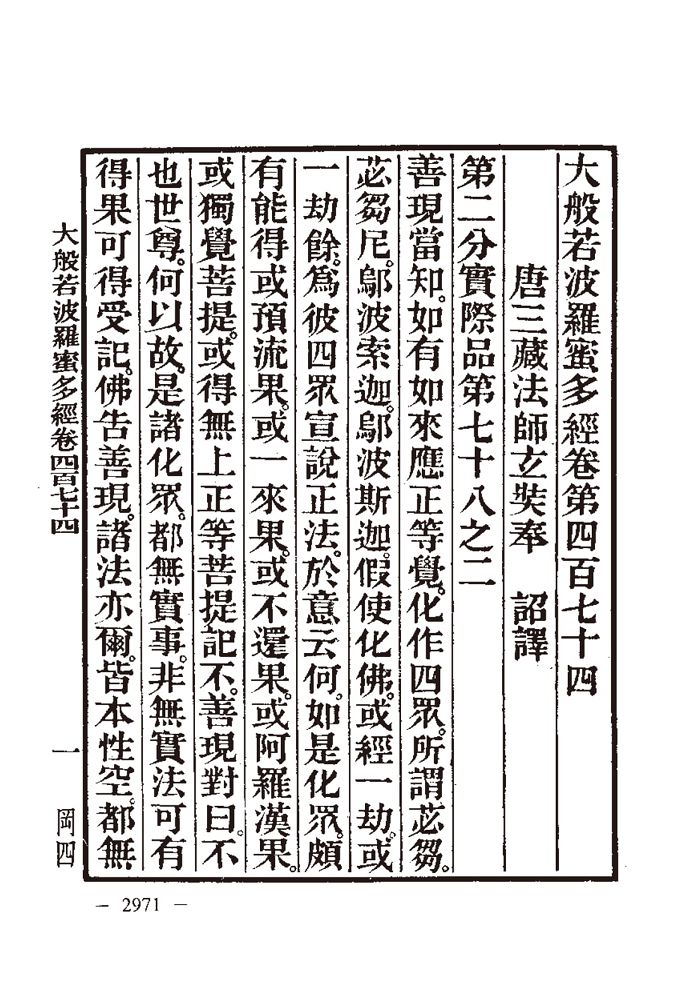 大般若波羅蜜多經卷第四百七十四
唐三藏法師玄奘奉　詔譯
第二分實際品第七十八之二
善現當知。如有如來應正等覺。化作四眾。所謂苾芻。
苾芻尼。鄔波索迦。鄔波斯迦。假使化佛。或經一劫。或
一劫餘。為彼四眾宣說正法。於意云何。如是化眾。頗
有能得或預流果。或一來果。或不還果。或阿羅漢果。
或獨覺菩提。或得無上正等菩提記不。善現對曰。不
也世尊。何以故。是諸化眾。都無實事。非無實法可有
得果可得受記。佛告善現。諸法亦爾。皆本性空。都無
大般若波羅蜜多經卷四百七十四
一
岡四
— 2971 —